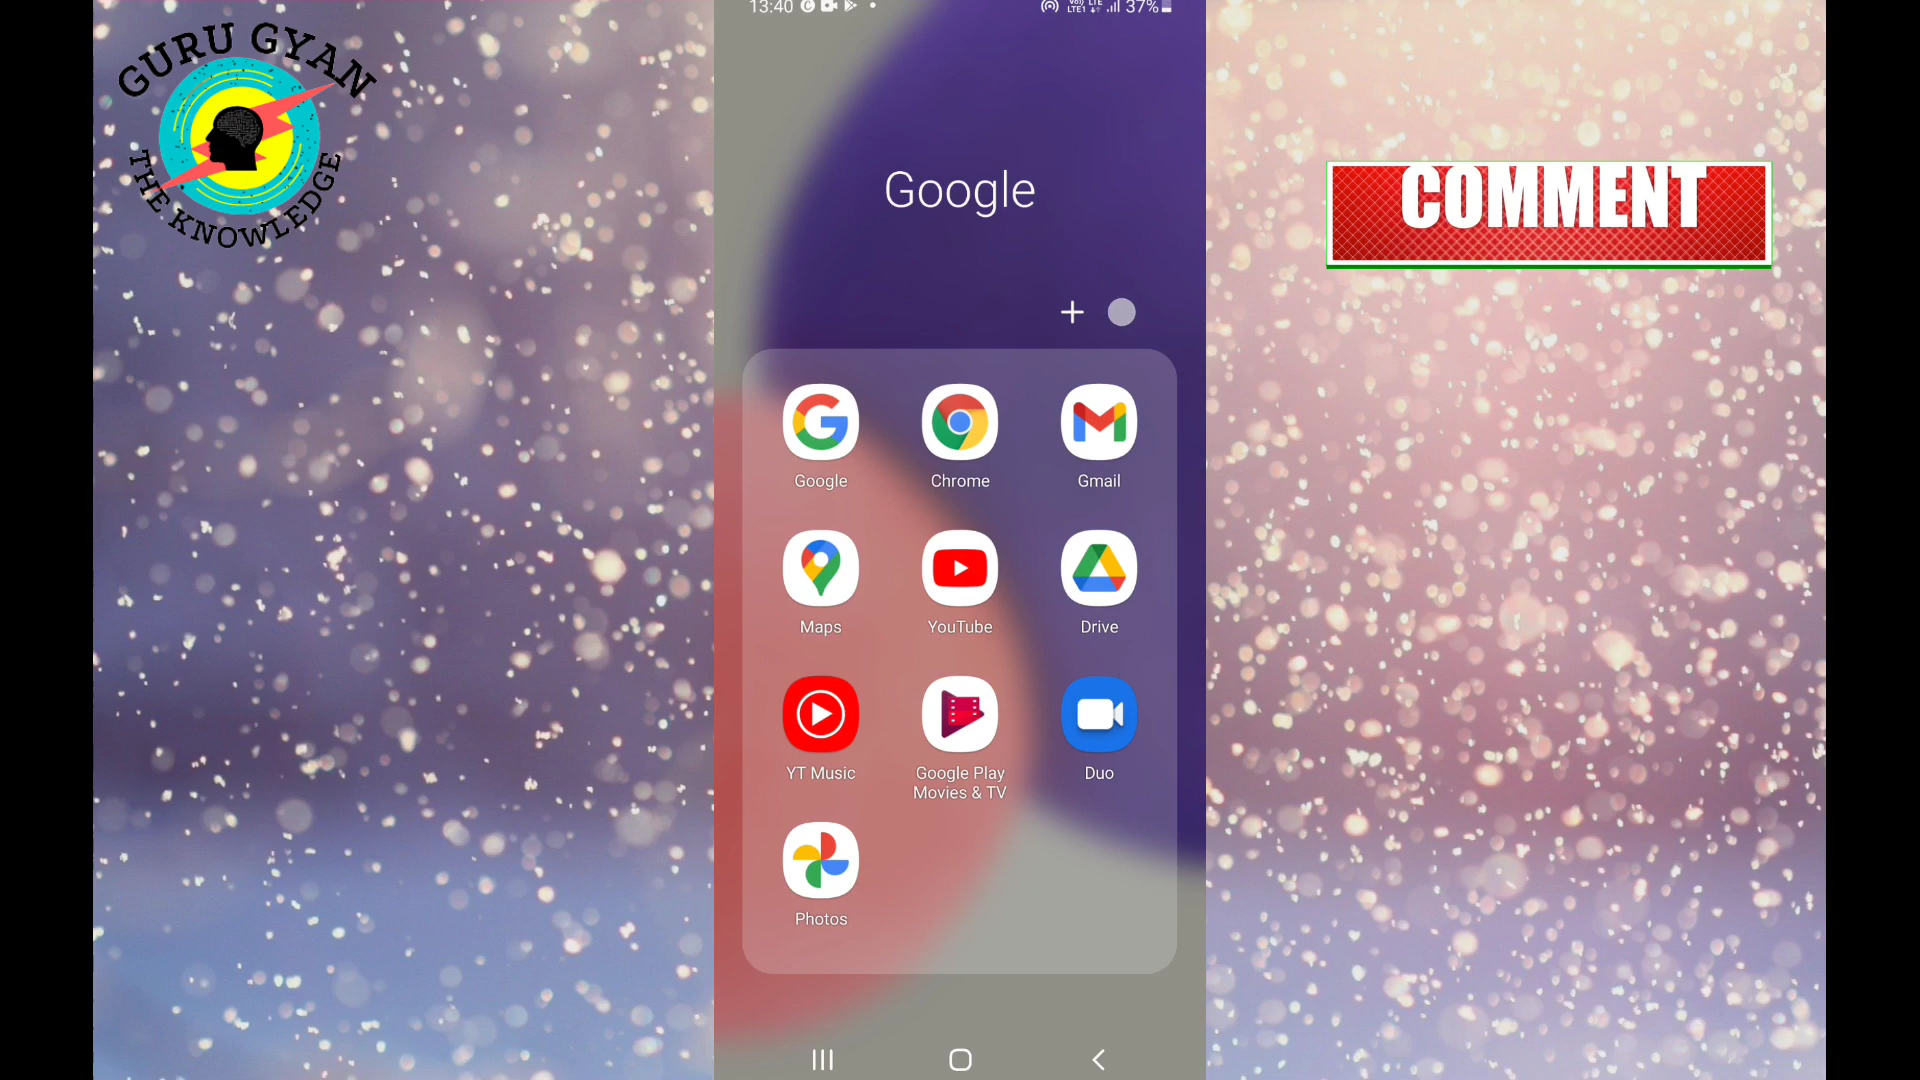 GURU GYAN
THE KNOWLEDGE
13:40
LTE1
37%
COMMENT
Google
Google
Chrome
Gmail
Maps
YouTube
Drive
YT Music
Google Play
Movies & TV
Duo
Photos